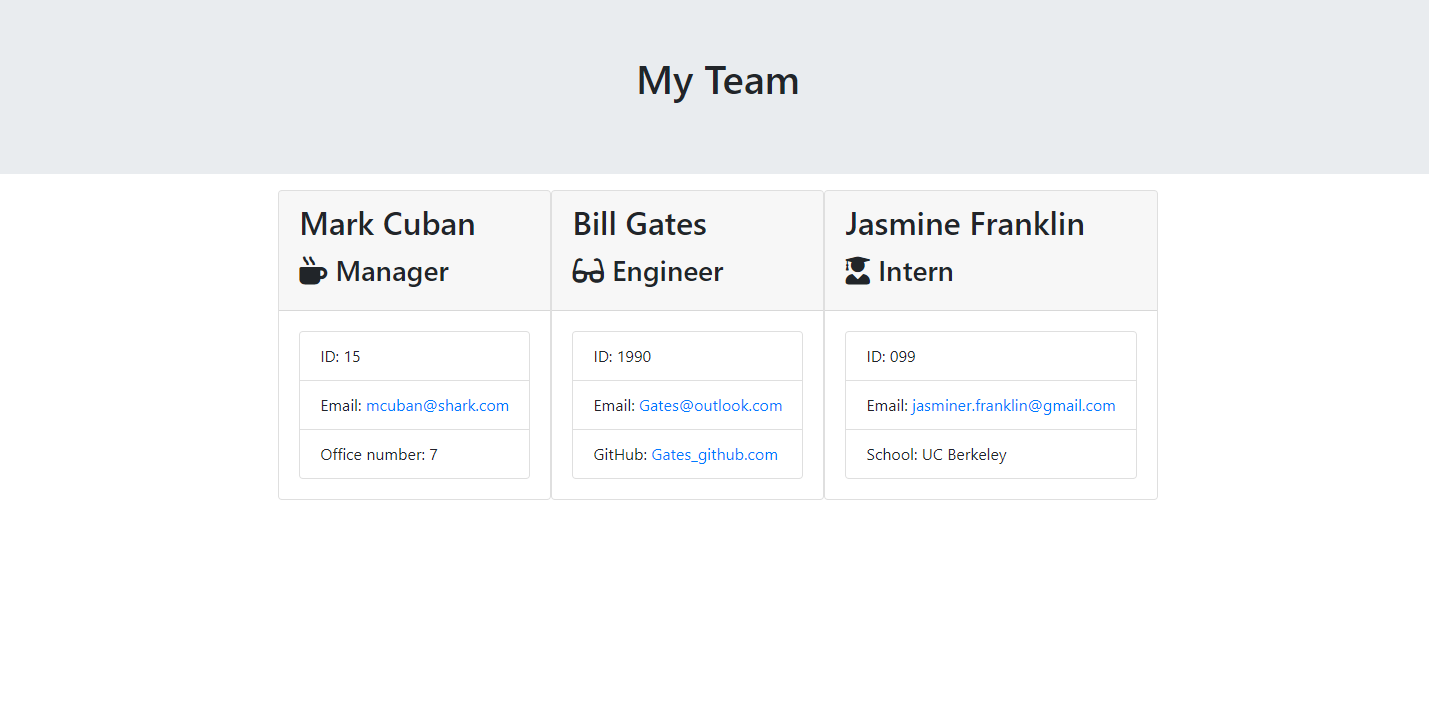 My Team
Mark Cuban
Manager
ID: 15
Email: mcuban@shark.com
Office number: 7
Bill Gates
Engineer
ID: 1990
Email: Gates@outlook.com
GitHub: Gates_github.com
Jasmine Franklin
Intern
ID: 099
Email: jasminer.franklin@gmail.com
School: UC Berkeley